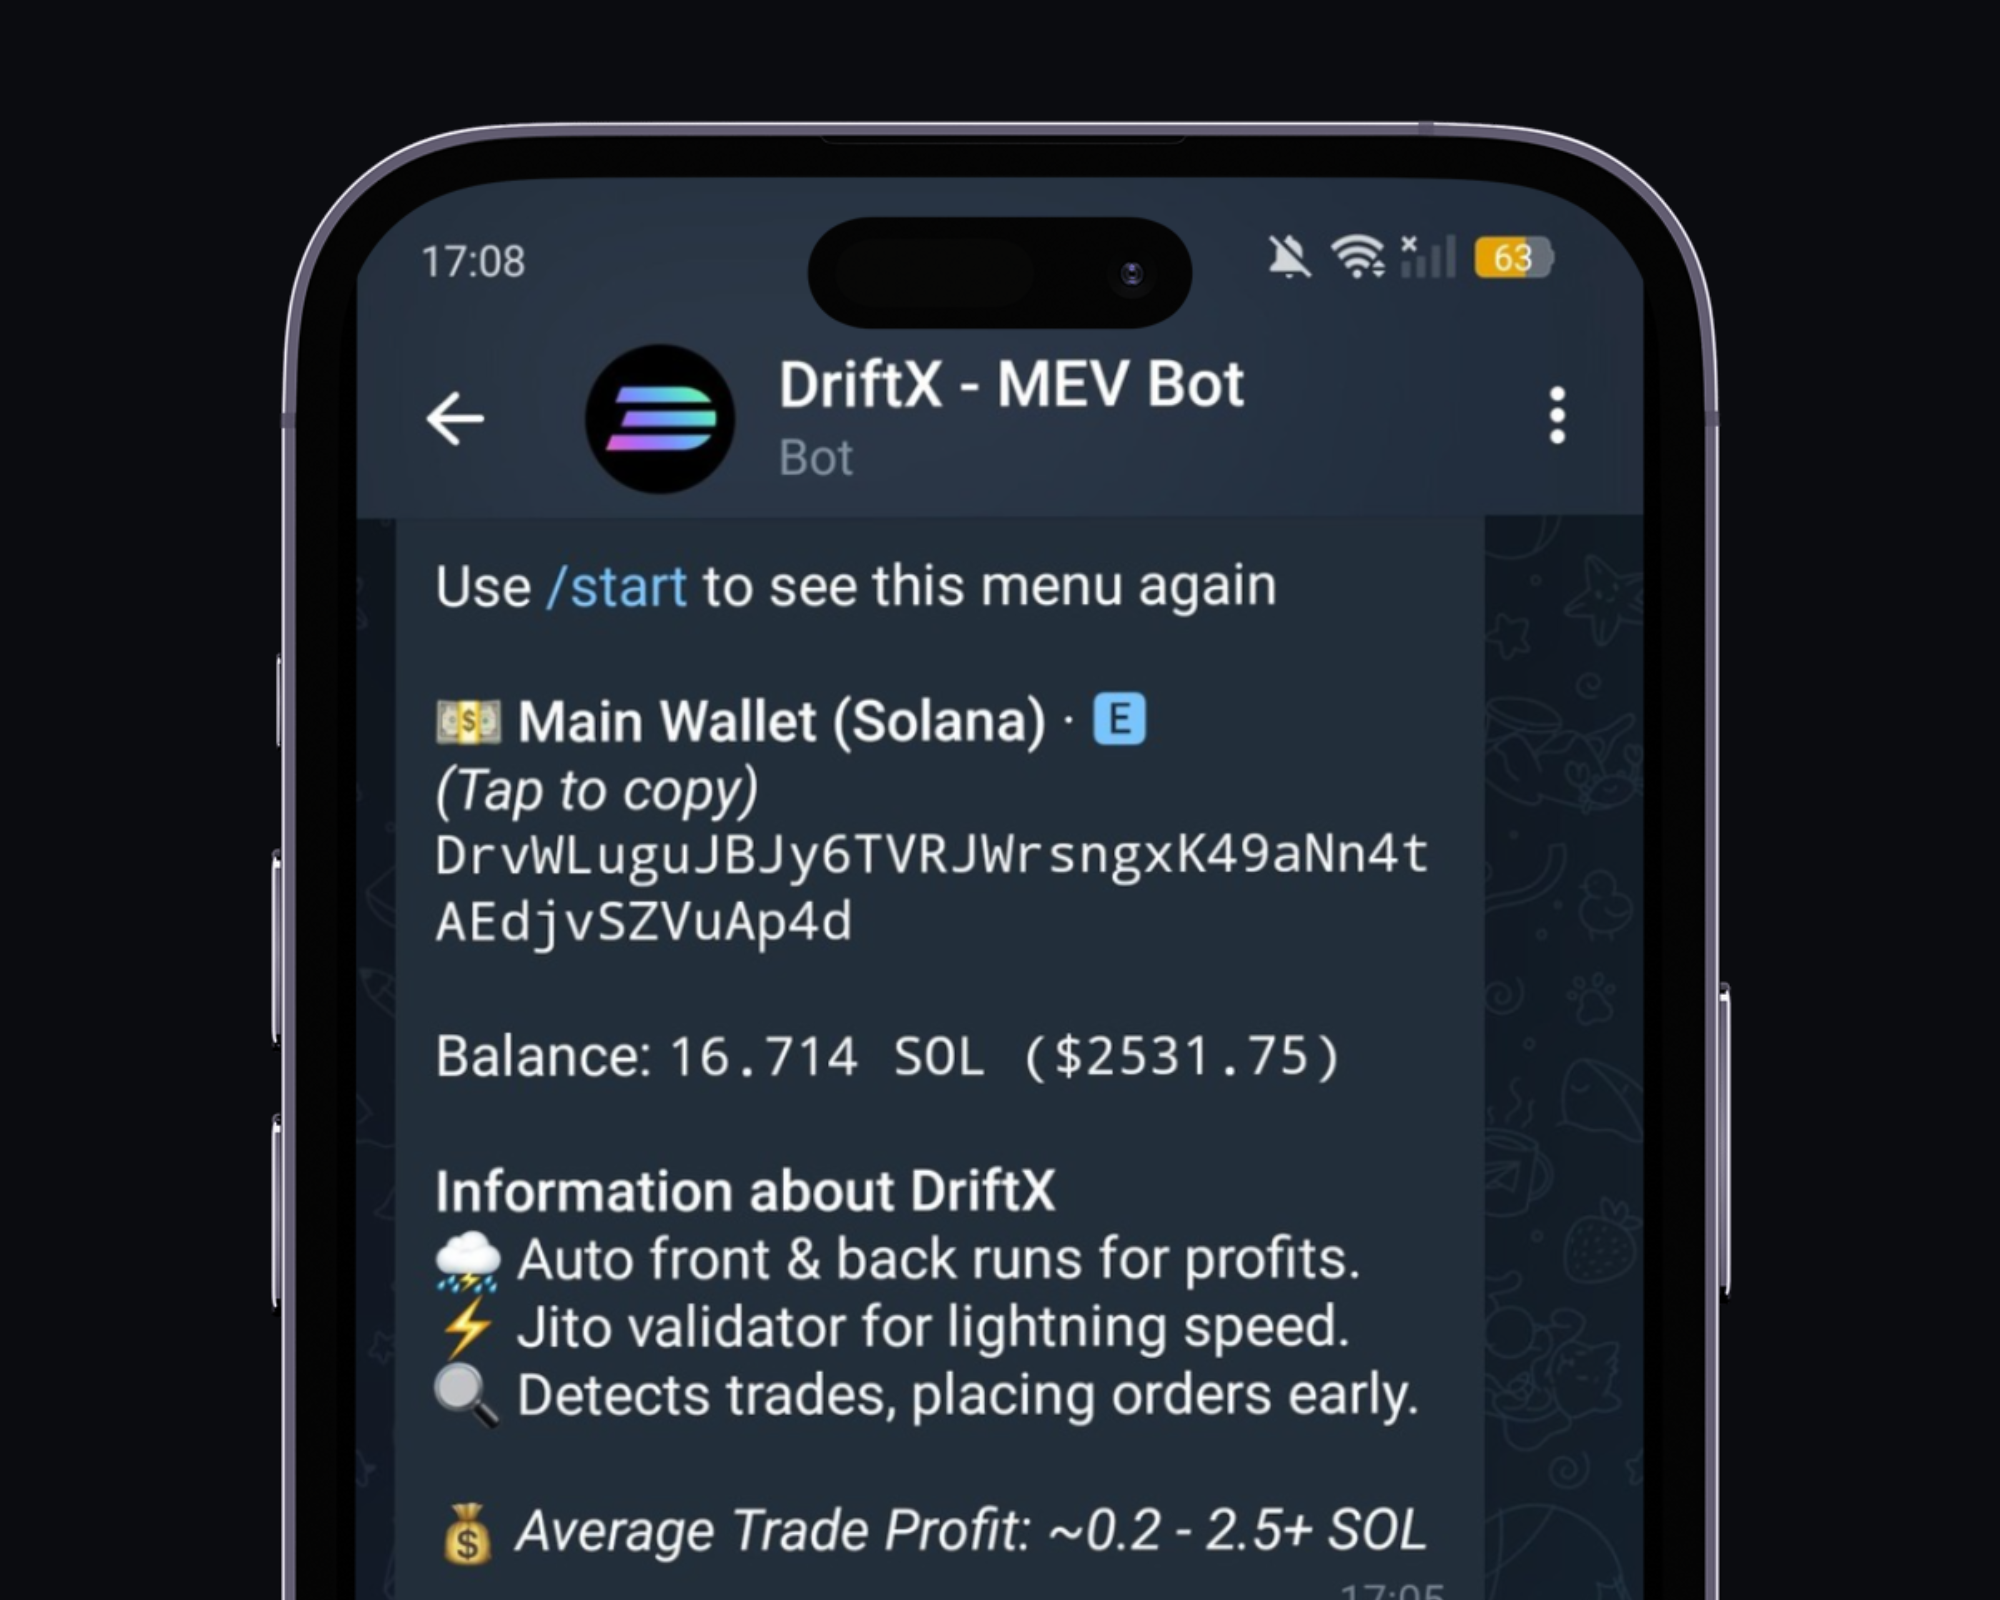 17:08
63
DriftX - MEV Bot
Bot
Use /start to see this menu again
💵 Main Wallet (Solana) · E
(Tap to copy)
DrvWLuguJBJy6TVRJWrsngxK49aNn4t
AEdjvSZVuAp4d
Balance: 16.714 SOL ($2531.75)
Information about DriftX
⛈️ Auto front & back runs for profits.
⚡ Jito validator for lightning speed.
🔍 Detects trades, placing orders early.
💰 Average Trade Profit: ~0.2 - 2.5+ SOL
17:05